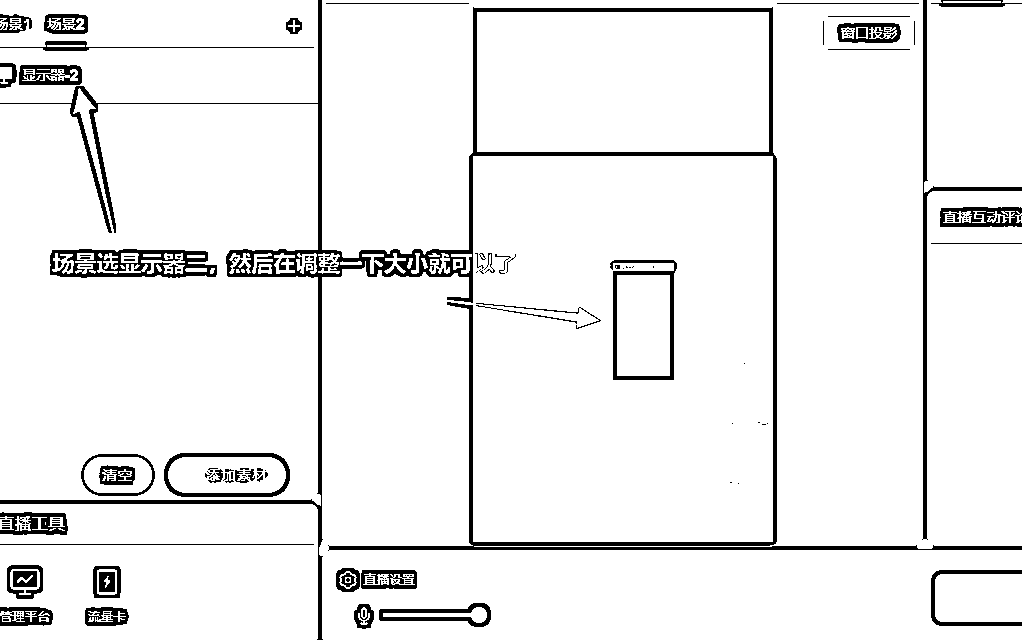 场景1 场景2
窗口投影
显示器-2
直播互动评论
场景选显示器二，然后在调整一下大小就可以了
清空 添加素材
直播工具
直播设置
管理平台 流量卡